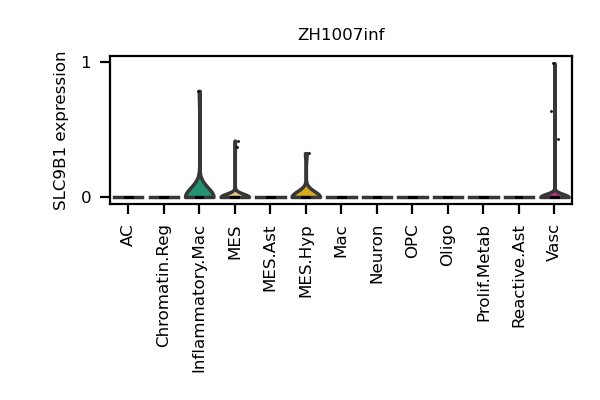 ZH1007inf
SLC9B1 expression
1
0
AC
Chromatin.Reg
Inflammatory.Mac
MES
MES.Ast
MES.Hyp
Mac
Neuron
OPC
Oligo
Prolif.Metab
Reactive.Ast
Vasc